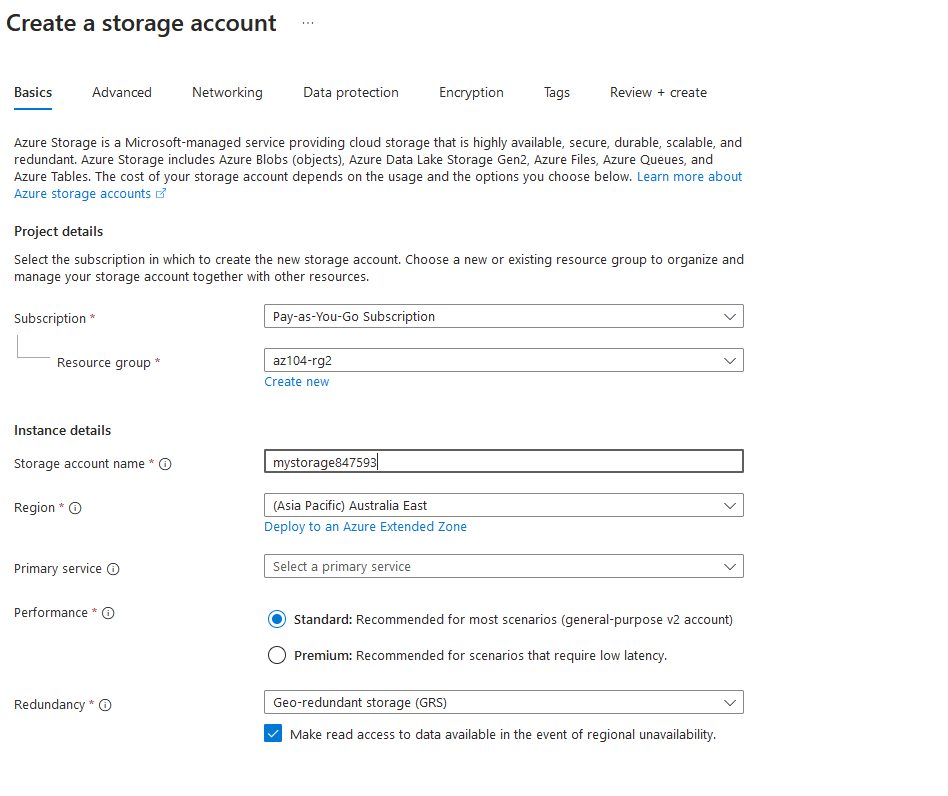 Create a storage account ...
Basics Advanced Networking Data protection Encryption Tags Review + create
Azure Storage is a Microsoft-managed service providing cloud storage that is highly available, secure, durable, scalable, and
redundant. Azure Storage includes Azure Blobs (objects), Azure Data Lake Storage Gen2, Azure Files, Azure Queues, and
Azure Tables. The cost of your storage account depends on the usage and the options you choose below. Learn more about
Azure storage accounts
Project details
Select the subscription in which to create the new storage account. Choose a new or existing resource group to organize and
manage your storage account together with other resources.
Subscription * Pay-as-You-Go Subscription
Resource group * az104-rg2
Create new
Instance details
Storage account name * mystorage847593
Region * (Asia Pacific) Australia East
Deploy to an Azure Extended Zone
Primary service Select a primary service
Performance * Standard: Recommended for most scenarios (general-purpose v2 account)
Premium: Recommended for scenarios that require low latency.
Redundancy * Geo-redundant storage (GRS)
Make read access to data available in the event of regional unavailability.